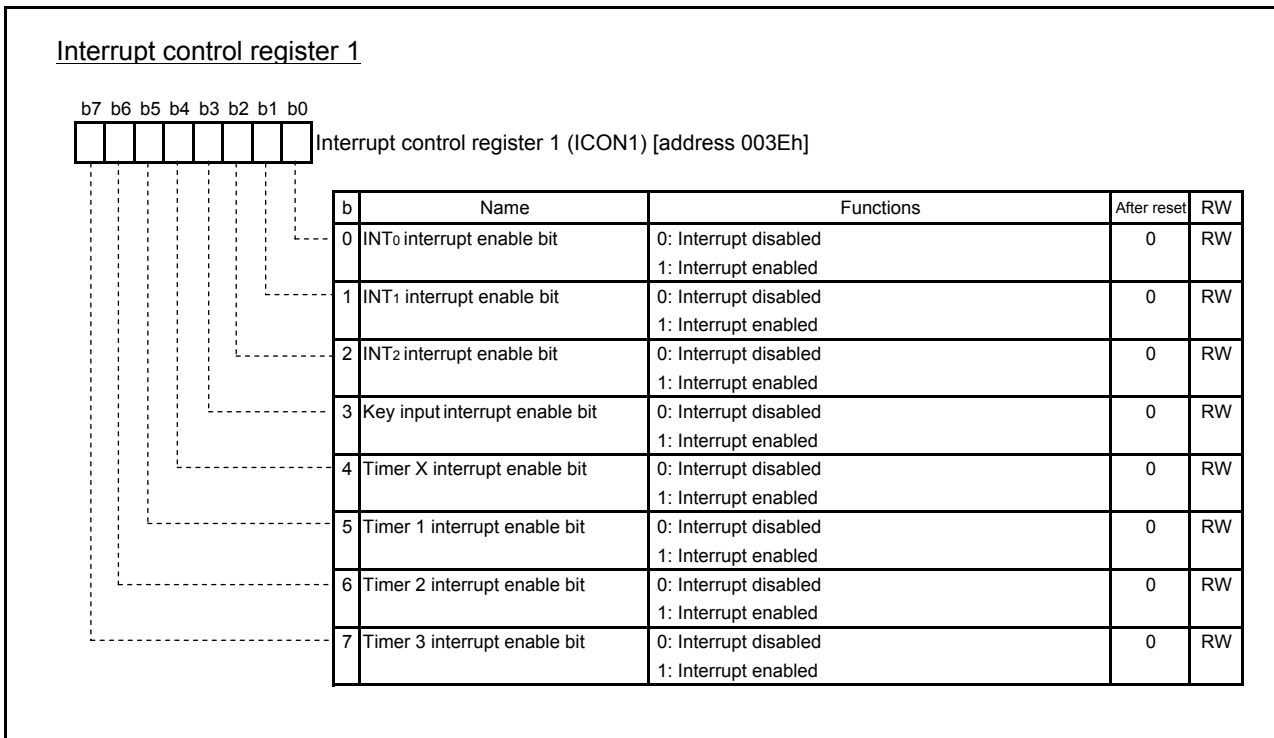 Interrupt control register 1
b7 b6 b5 b4 b3 b2 b1 b0
Interrupt control register 1 (ICON1) [address 003Eh]
b Name Functions After reset RW
0 INT0 interrupt enable bit 0: Interrupt disabled 0 RW
1: Interrupt enabled
1 INT1 interrupt enable bit 0: Interrupt disabled 0 RW
1: Interrupt enabled
2 INT2 interrupt enable bit 0: Interrupt disabled 0 RW
1: Interrupt enabled
3 Key input interrupt enable bit 0: Interrupt disabled 0 RW
1: Interrupt enabled
4 Timer X interrupt enable bit 0: Interrupt disabled 0 RW
1: Interrupt enabled
5 Timer 1 interrupt enable bit 0: Interrupt disabled 0 RW
1: Interrupt enabled
6 Timer 2 interrupt enable bit 0: Interrupt disabled 0 RW
1: Interrupt enabled
7 Timer 3 interrupt enable bit 0: Interrupt disabled 0 RW
1: Interrupt enabled